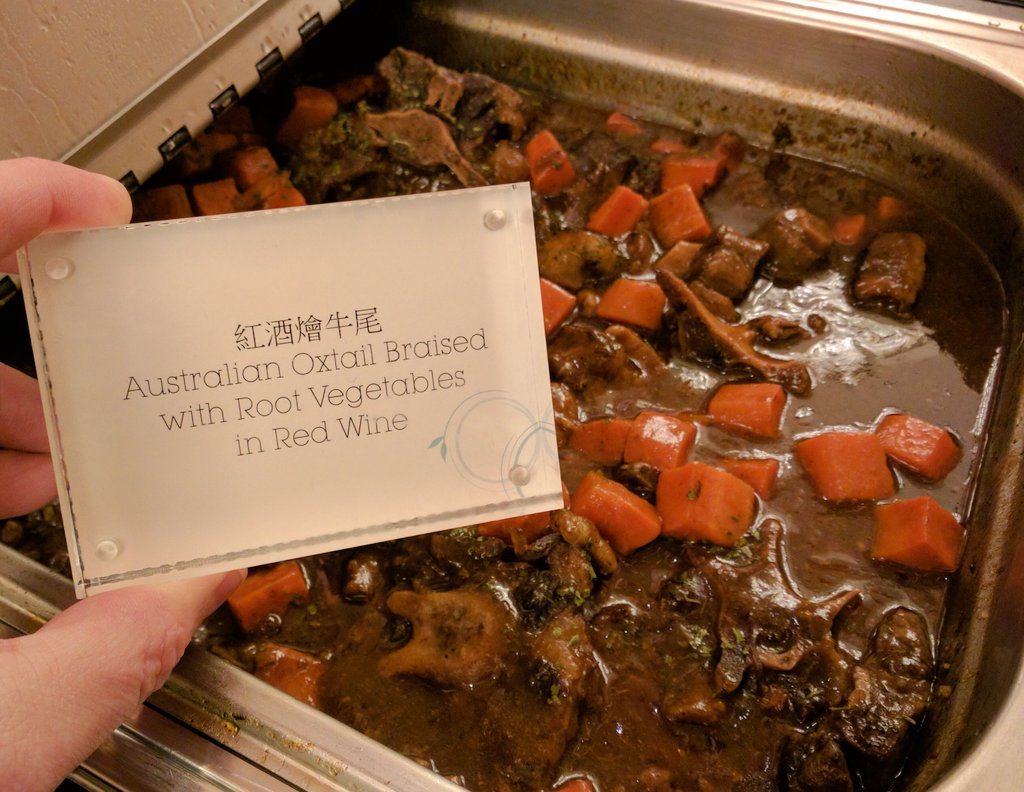 紅酒燴牛尾
Australian Oxtail Braised
with Root Vegetables
in Red Wine